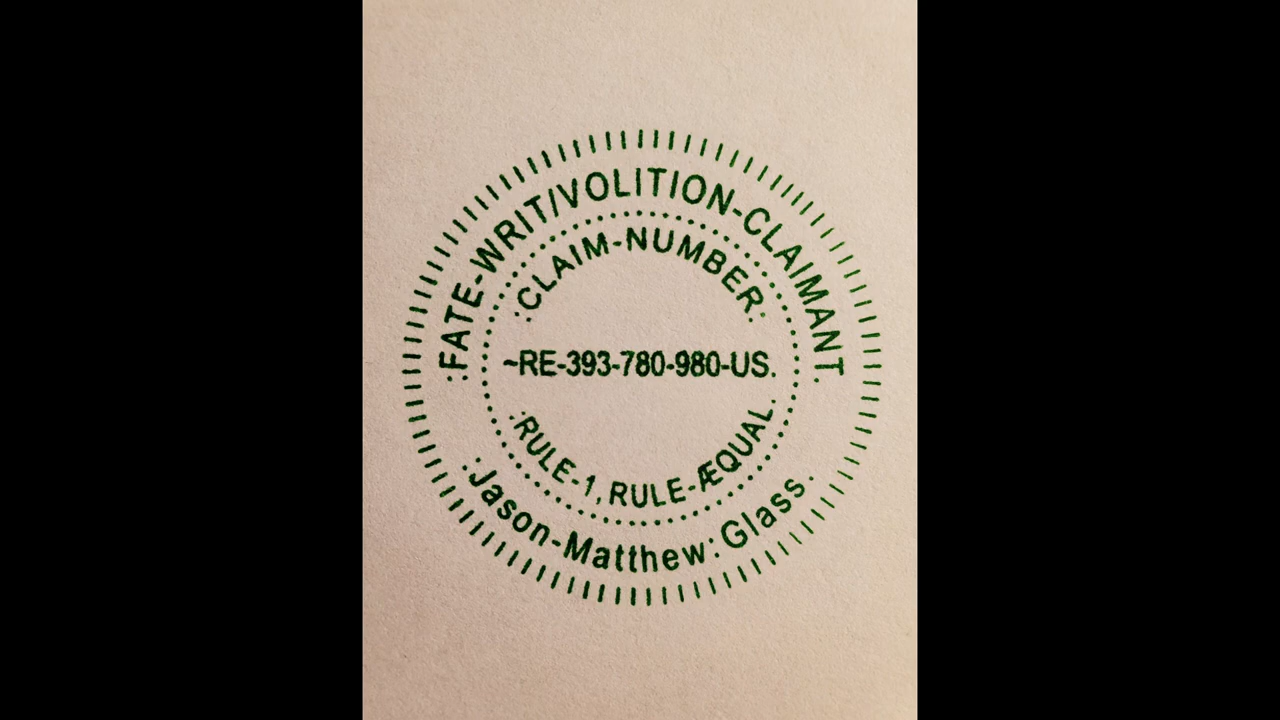 :FATE-WRIT/VOLITION-CLAIMANT.
:CLAIM-NUMBER:
~RE-393-780-980-US.
:RULE-1, RULE-ÆQUAL.
:Jason-Matthew: Glass.